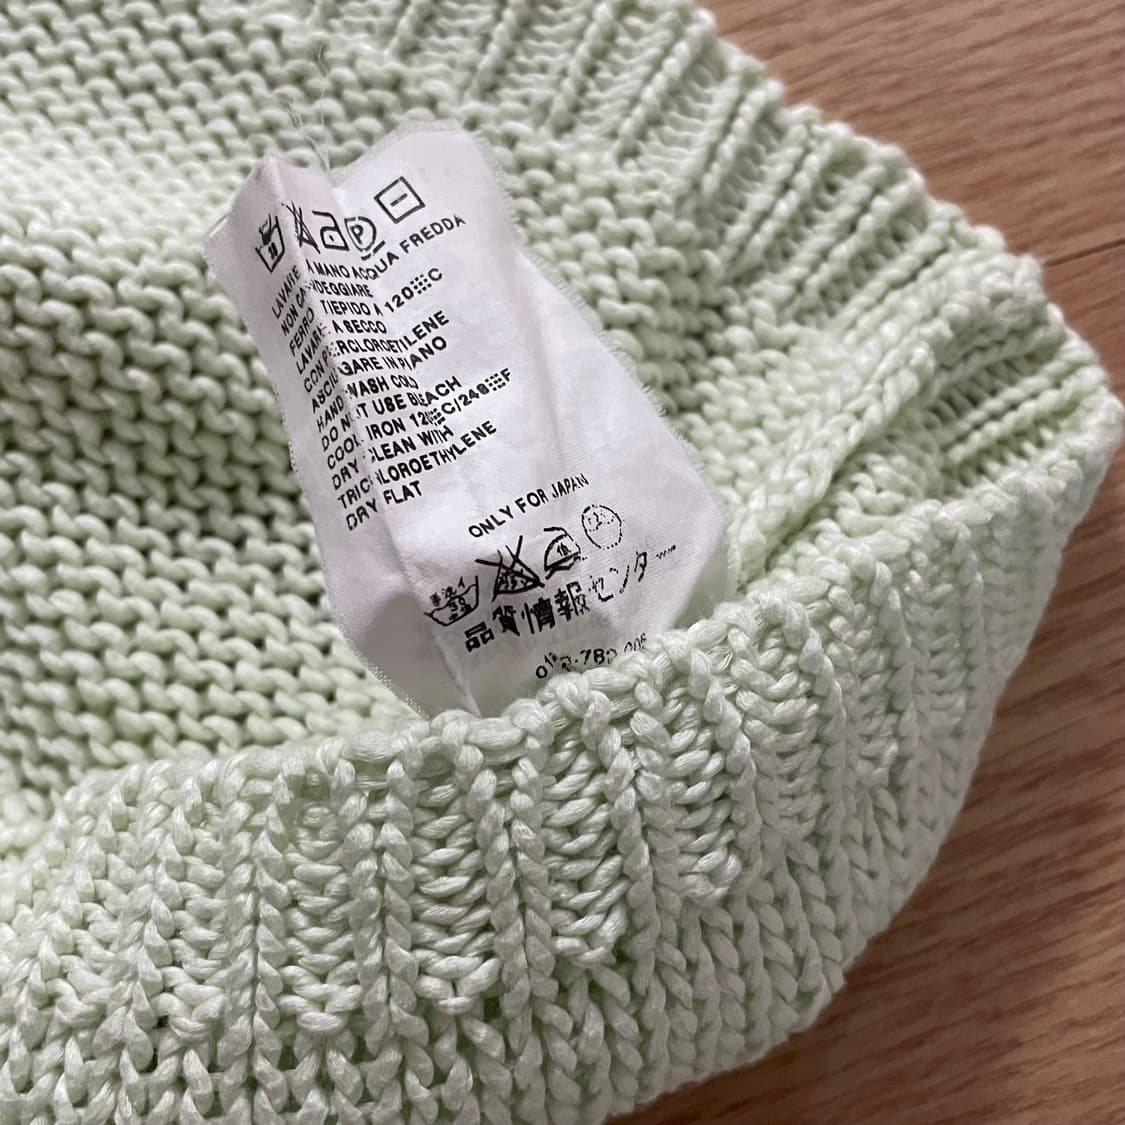 LAVARE A MANO ACQUA FREDDA
NON CANDEGGIARE
FERRO TIEPIDO A 120 C
LAVARE A SECCO
CON PERCLOROETILENE
ASCIUGARE IN PIANO
HAND WASH COLD
DO NOT USE BLEACH
COOL IRON 120 C/248 F
DRY CLEAN WITH
TRICHLOROETHYLENE
DRY FLAT
ONLY FOR JAPAN
品質情報センター